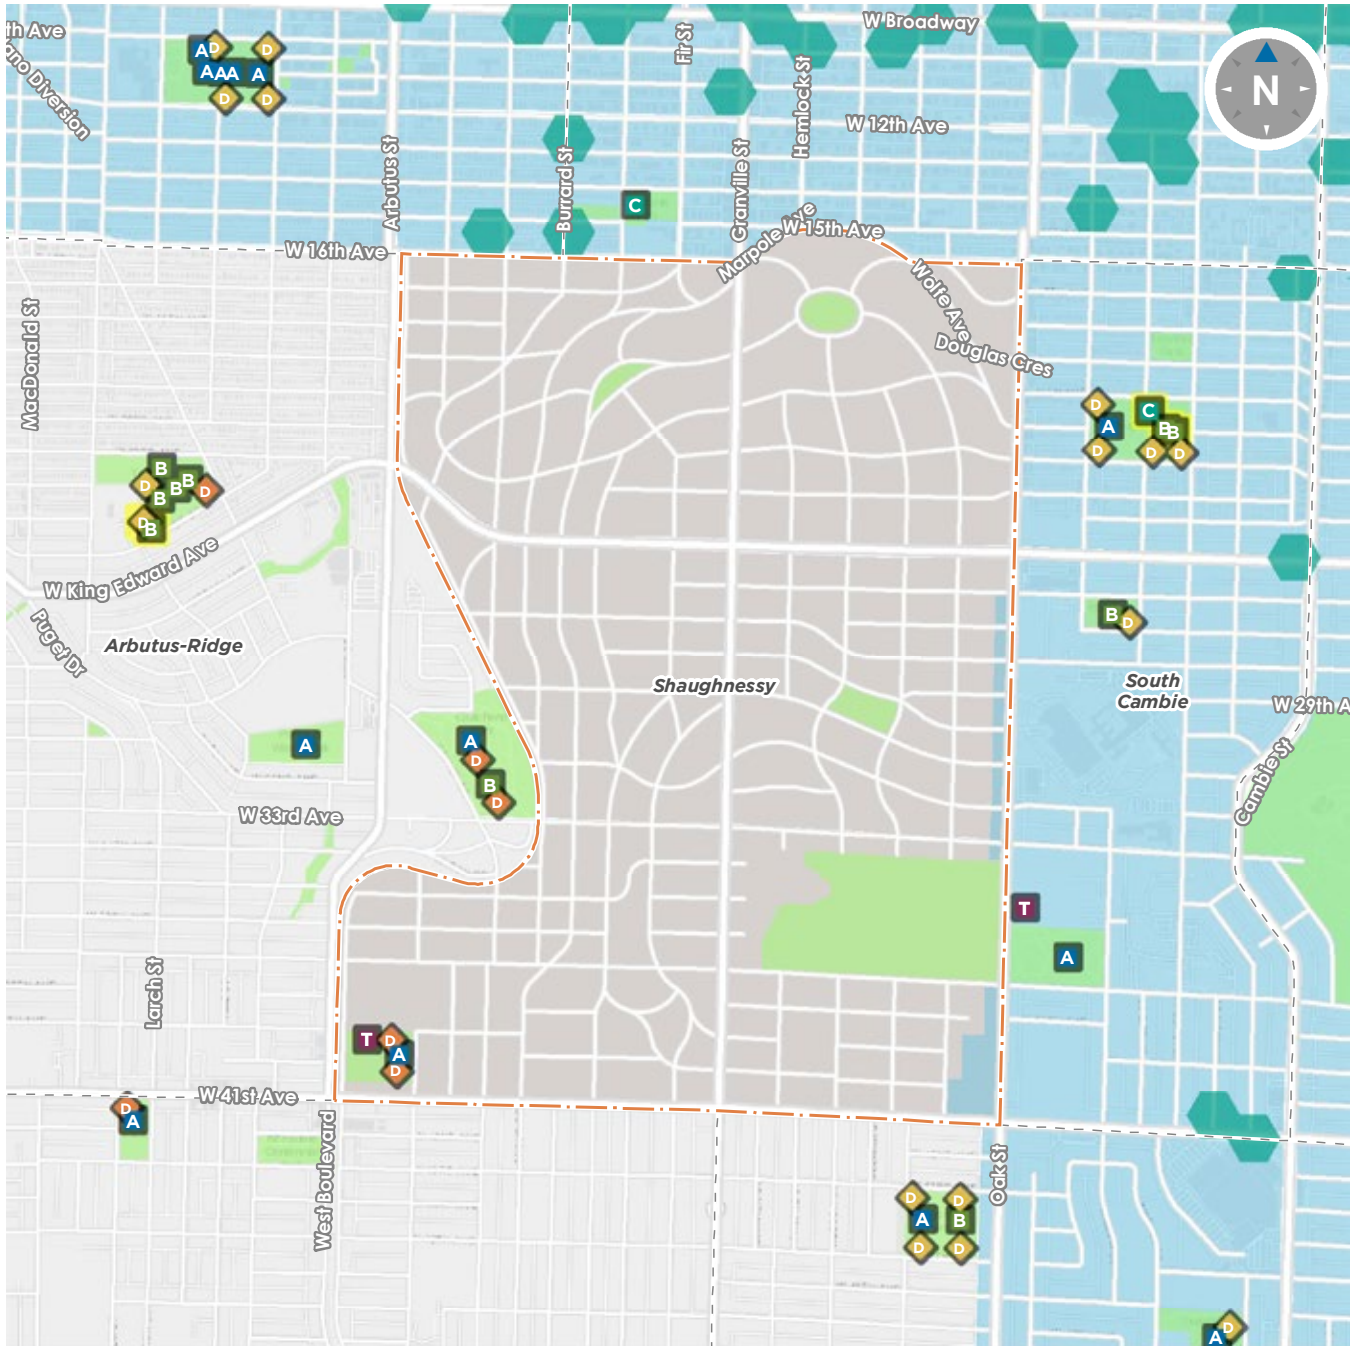 W Broadway
th Ave
ano Diversion
A
D
D
A
A
A
A
D
D
Fir St
Hemlock St
N
W 12th Ave
Arbutus St
Burrard St
Granville St
C
W 16th Ave
Marpole Ave
W 15th Ave
Wolfe Ave
Douglas Cres
MacDonald St
D
A
D
C
B
B
D
D
B
D
B
B
B
D
D
B
W King Edward Ave
Puget Dr
Arbutus-Ridge
B
D
Shaughnessy
South
Cambie
W 29th A
Cambie St
A
A
D
B
D
W 33rd Ave
T
A
Larch St
T
D
A
D
W 41st Ave
D
A
West Boulevard
Oak St
D
D
A
B
D
D
D
A